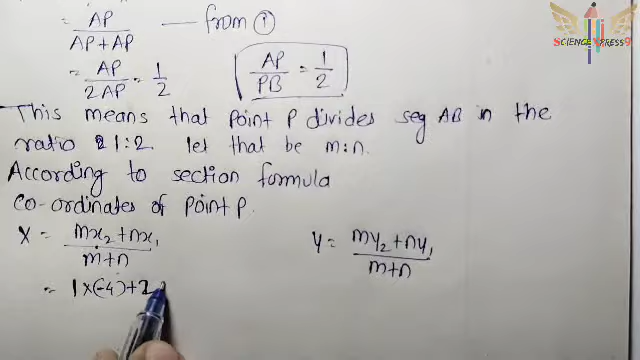 SCIENCE XPRESS9
= AP / (AP + AP) —— from ①
= AP / 2AP = 1/2
AP / PB = 1/2
This means that point P divides seg AB in the
ratio 1:2. let that be m:n.
According to section formula
co-ordinates of point P.
x = (mx₂ + nx₁) / (m+n)
y = (my₂ + ny₁) / (m+n)
= 1×(-4)+2